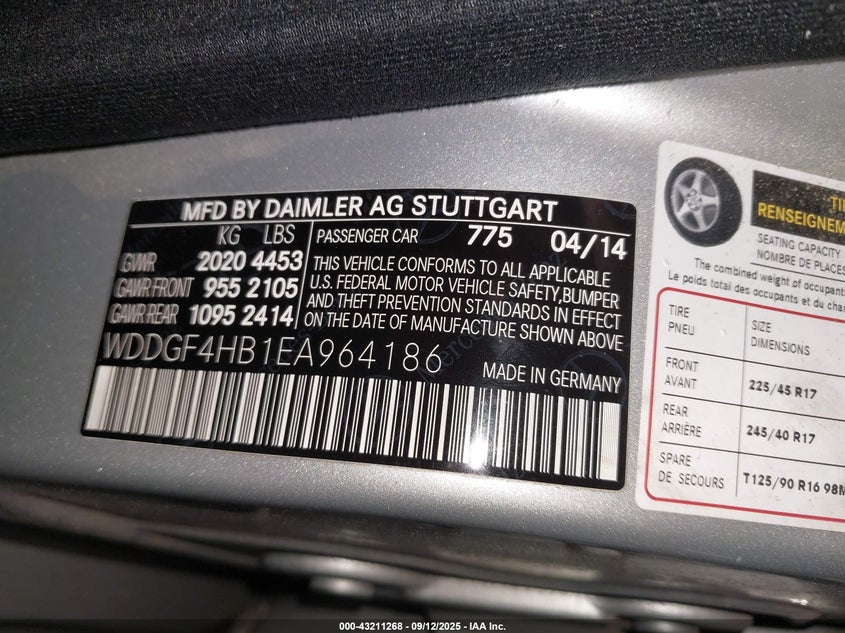 MFD BY DAIMLER AG STUTTGART
KG LBS
GVWR 2020 4453
GAWR FRONT 955 2105
GAWR REAR 1095 2414
PASSENGER CAR 775 04/14
THIS VEHICLE CONFORMS TO ALL APPLICABLE
U.S. FEDERAL MOTOR VEHICLE SAFETY,BUMPER
AND THEFT PREVENTION STANDARDS IN EFFECT
ON THE DATE OF MANUFACTURE SHOWN ABOVE
WDDGF4HB1EA964186
MADE IN GERMANY
SEATING CAPACITY
NOMBRE DE PLACES
The combined weight of occupants
Le poids total des occupants et du
TIRE
PNEU
SIZE
DIMENSIONS
FRONT
AVANT
225/45 R17
REAR
ARRIÈRE
245/40 R17
SPARE
DE SECOURS
T125/90 R16 98M
000-43211268 - 09/12/2025 - IAA Inc.